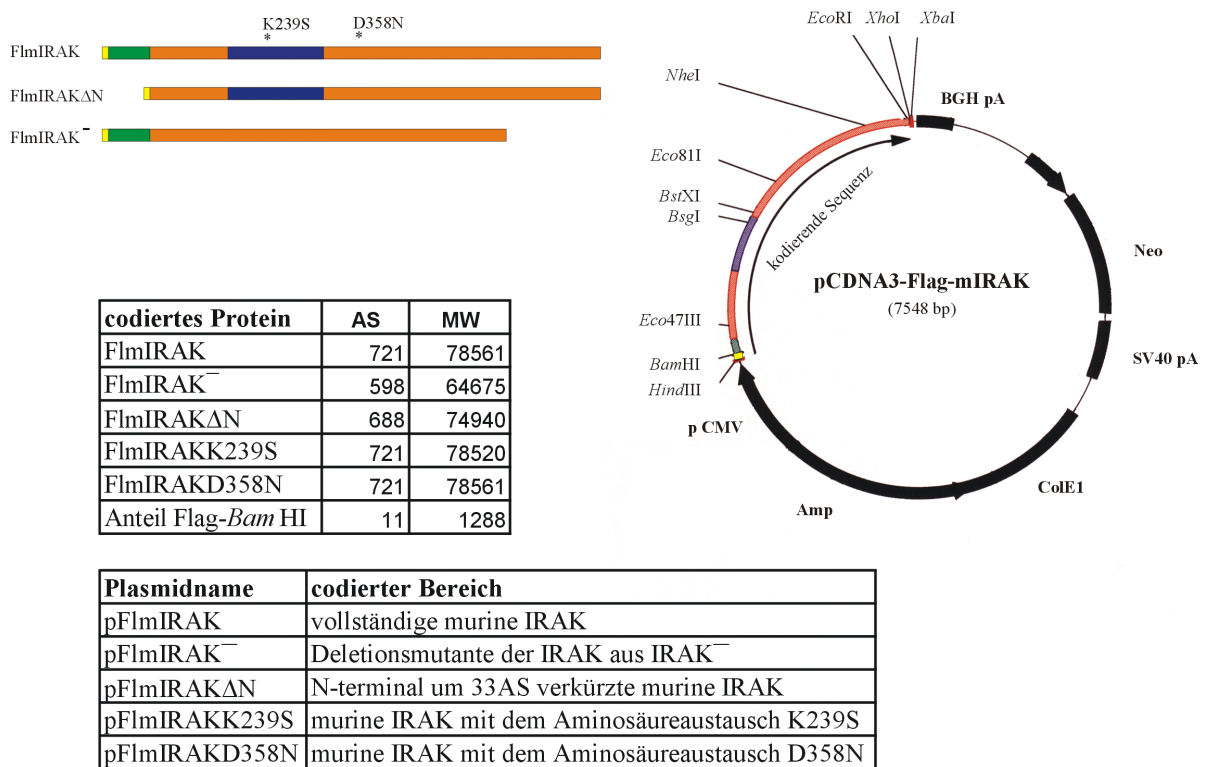 K239S
D358N
*
*
FlmIRAK
FlmIRAKΔN
FlmIRAK⁻
EcoRI XhoI XbaI
NheI
BGH pA
Eco81I
BstXI
BsgI
kodierende Sequenz
Neo
pCDNA3-Flag-mIRAK
(7548 bp)
Eco47III
BamHI
HindIII
SV40 pA
p CMV
ColE1
Amp
codiertes Protein AS MW
FlmIRAK 721 78561
FlmIRAK⁻ 598 64675
FlmIRAKΔN 688 74940
FlmIRAKK239S 721 78520
FlmIRAKD358N 721 78561
Anteil Flag-Bam HI 11 1288
Plasmidname codierter Bereich
pFlmIRAK vollständige murine IRAK
pFlmIRAK⁻ Deletionsmutante der IRAK aus IRAK⁻
pFlmIRAKΔN N-terminal um 33AS verkürzte murine IRAK
pFlmIRAKK239S murine IRAK mit dem Aminosäureaustausch K239S
pFlmIRAKD358N murine IRAK mit dem Aminosäureaustausch D358N